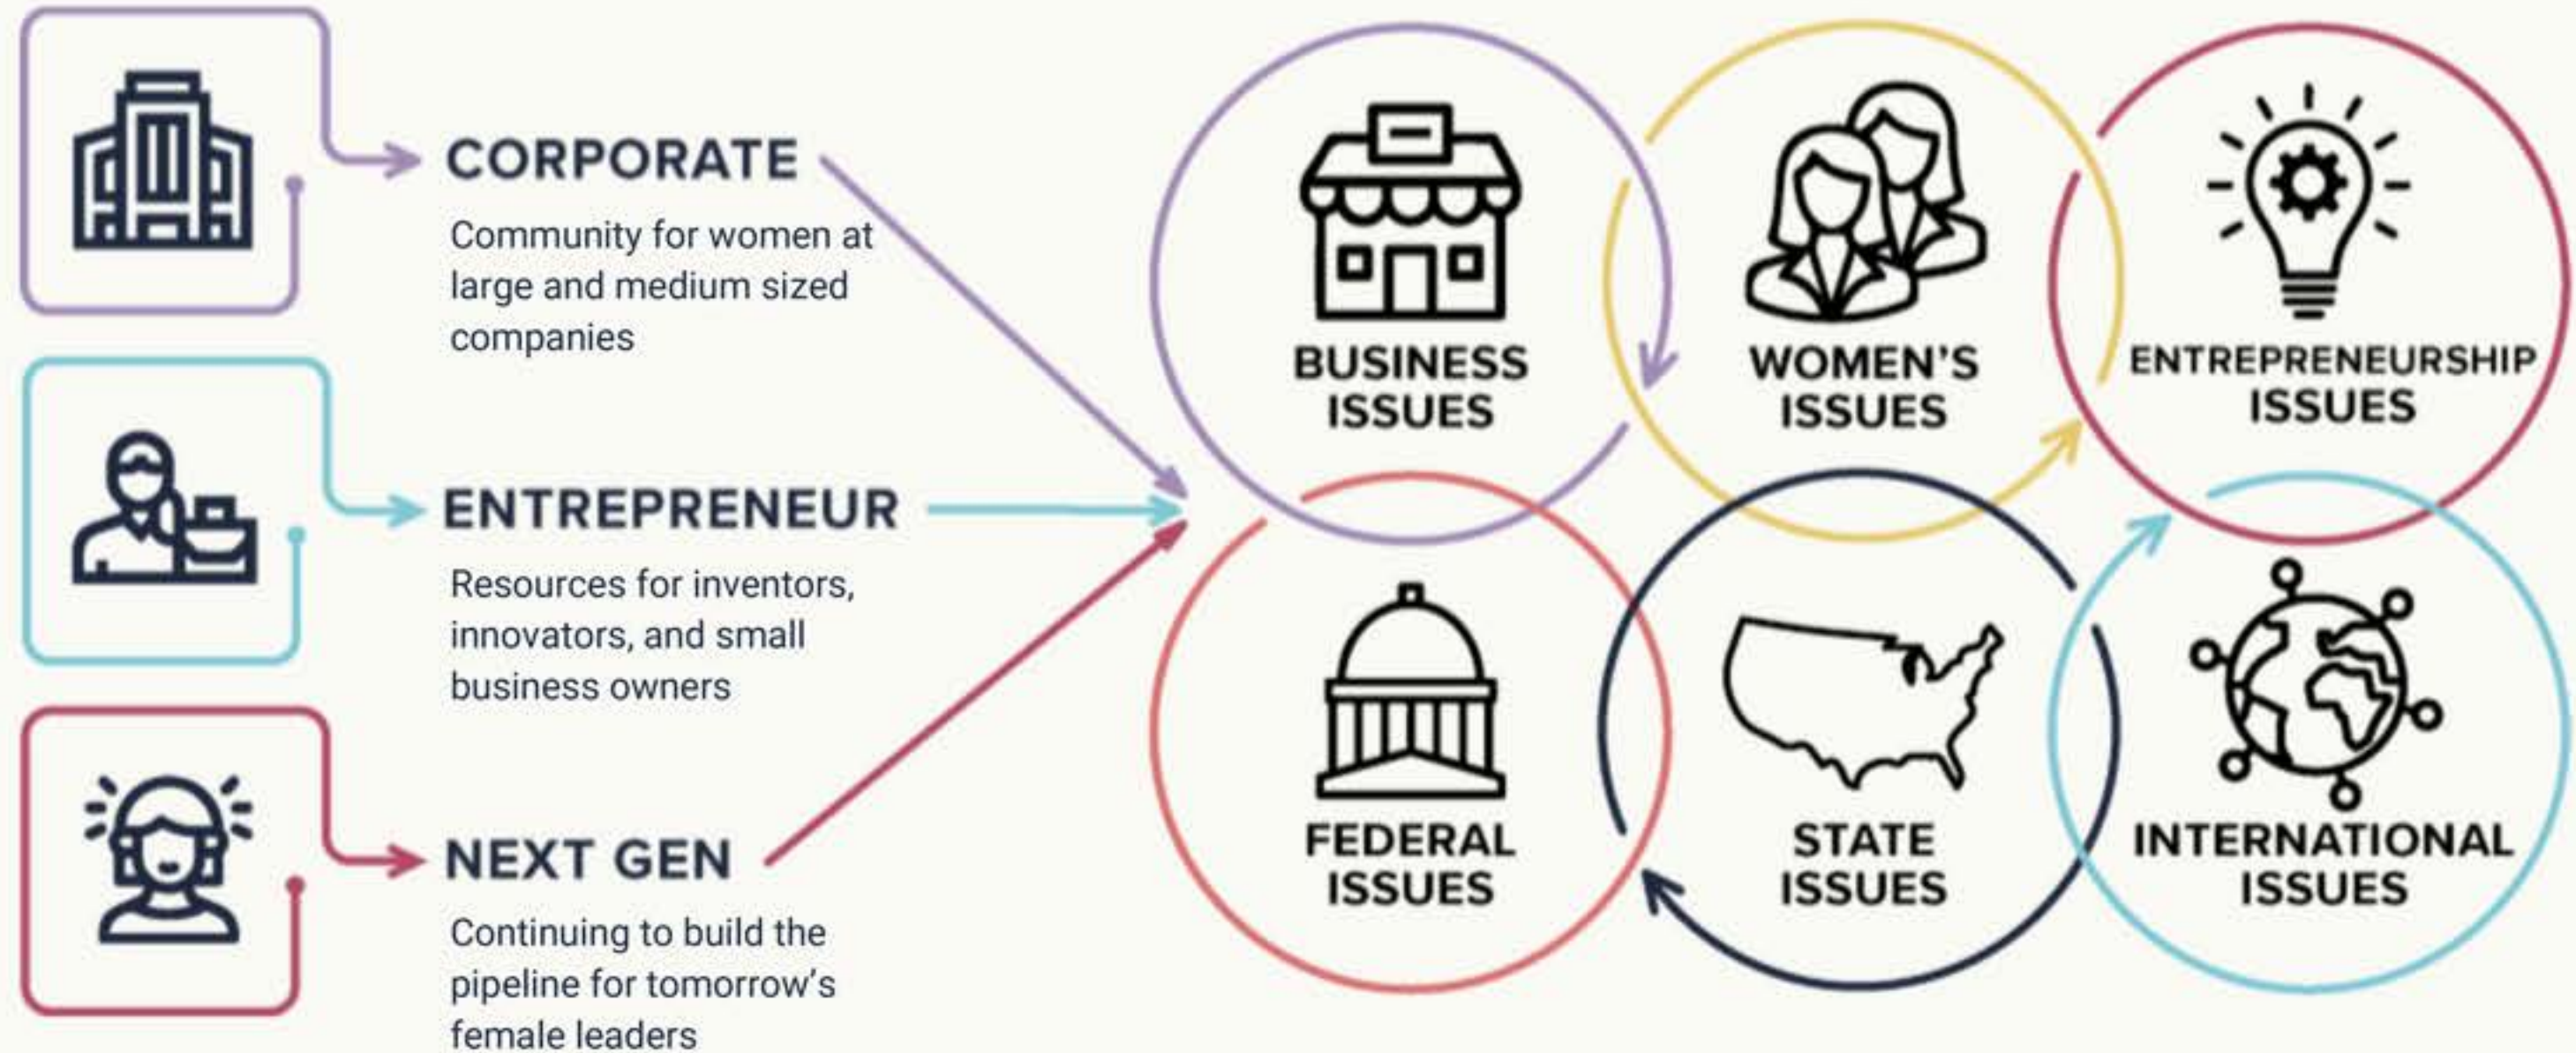 CORPORATE
Community for women at
large and medium sized
companies
ENTREPRENEUR
Resources for inventors,
innovators, and small
business owners
NEXT GEN
Continuing to build the
pipeline for tomorrow's
female leaders
BUSINESS
ISSUES
WOMEN'S
ISSUES
ENTREPRENEURSHIP
ISSUES
FEDERAL
ISSUES
STATE
ISSUES
INTERNATIONAL
ISSUES